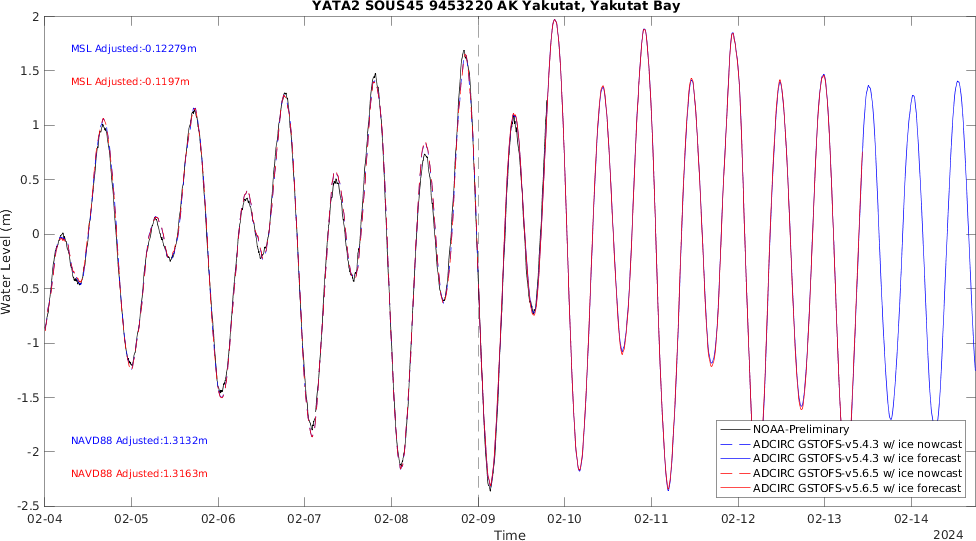 YATA2 SOUS45 9453220 AK Yakutat, Yakutat Bay
MSL Adjusted:-0.12279m
MSL Adjusted:-0.1197m
NAVD88 Adjusted:1.3132m
NAVD88 Adjusted:1.3163m
Water Level (m)
2
1.5
1
0.5
0
-0.5
-1
-1.5
-2
-2.5
NOAA-Preliminary
ADCIRC GSTOFS-v5.4.3 w/ ice nowcast
ADCIRC GSTOFS-v5.4.3 w/ ice forecast
ADCIRC GSTOFS-v5.6.5 w/ ice nowcast
ADCIRC GSTOFS-v5.6.5 w/ ice forecast
02-04 02-05 02-06 02-07 02-08 02-09 02-10 02-11 02-12 02-13 02-14
Time
2024